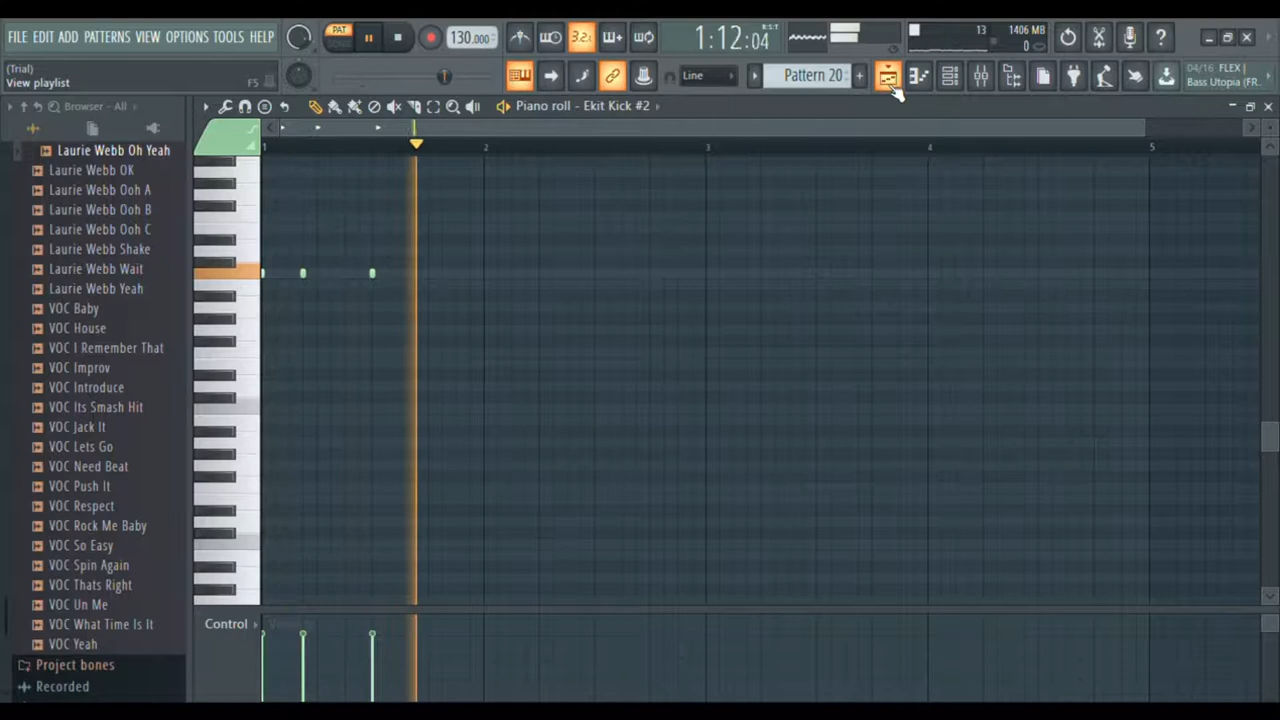 FILE EDIT ADD PATTERNS VIEW OPTIONS TOOLS HELP
PAT
130.000
3.2
1:12:04
B:S:T
13
1406 MB
0
(Trial)
View playlist
F5
Line
Pattern 20
04/16 FLEX
Bass Utopia (FR..
Browser - All
Piano roll - Ekit Kick #2
1
2
3
4
5
Laurie Webb Oh Yeah
Laurie Webb OK
Laurie Webb Ooh A
Laurie Webb Ooh B
Laurie Webb Ooh C
Laurie Webb Shake
Laurie Webb Wait
Laurie Webb Yeah
VOC Baby
VOC House
VOC I Remember That
VOC Improv
VOC Introduce
VOC Its Smash Hit
VOC Jack It
VOC Lets Go
VOC Need Beat
VOC Push It
VOC Respect
VOC Rock Me Baby
VOC So Easy
VOC Spin Again
VOC Thats Right
VOC Un Me
VOC What Time Is It
VOC Yeah
Project bones
Recorded
Control
Velocity